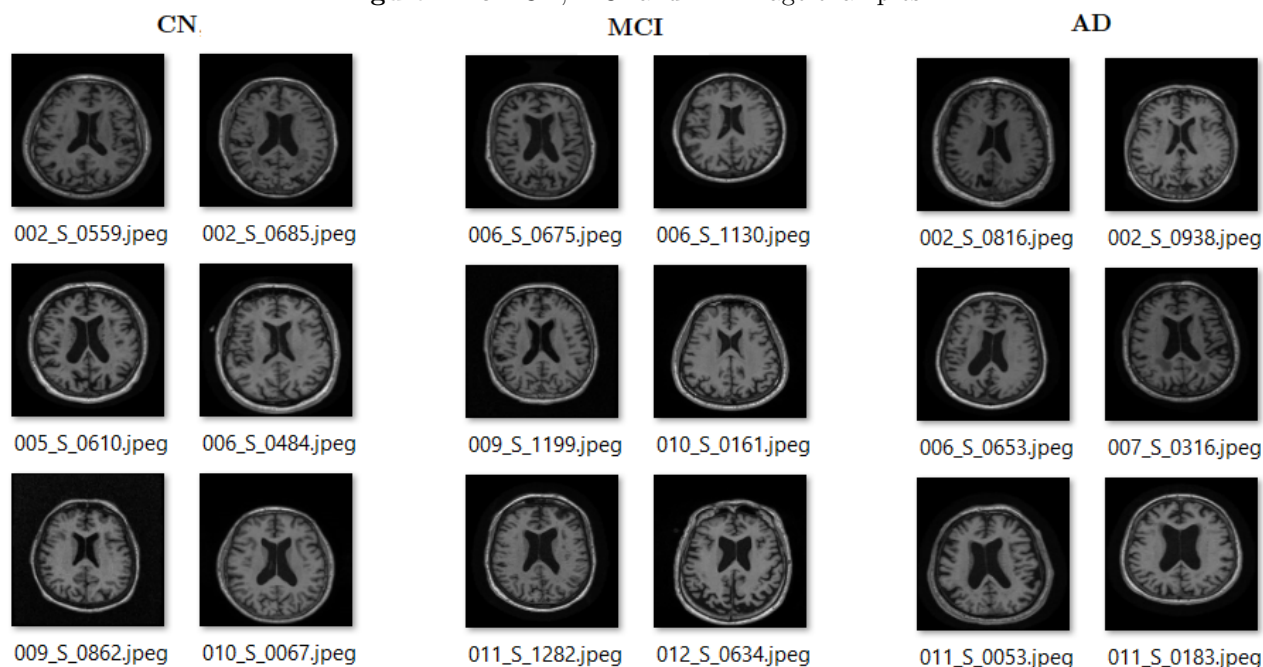 CN,
MCI
AD
002_S_0559.jpeg 002_S_0685.jpeg 006_S_0675.jpeg 006_S_1130.jpeg 002_S_0816.jpeg 002_S_0938.jpeg
005_S_0610.jpeg 006_S_0484.jpeg 009_S_1199.jpeg 010_S_0161.jpeg 006_S_0653.jpeg 007_S_0316.jpeg
009_S_0862.jpeg 010_S_0067.jpeg 011_S_1282.jpeg 012_S_0634.jpeg 011_S_0053.jpeg 011_S_0183.jpeg